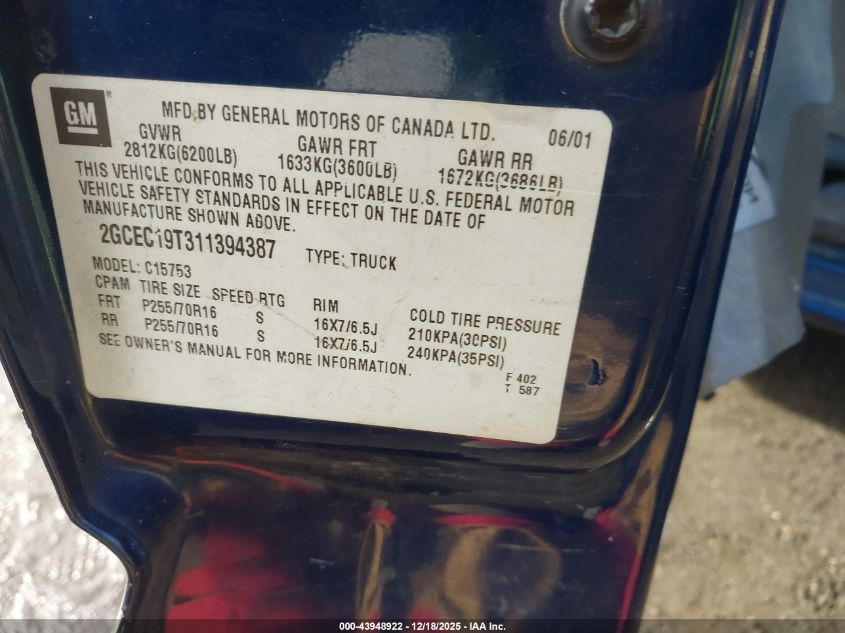 GM
MFD BY GENERAL MOTORS OF CANADA LTD. 06/01
GVWR GAWR FRT GAWR RR
2812KG(6200LB) 1633KG(3600LB) 1672KG(3686LB)
THIS VEHICLE CONFORMS TO ALL APPLICABLE U.S. FEDERAL MOTOR
VEHICLE SAFETY STANDARDS IN EFFECT ON THE DATE OF
MANUFACTURE SHOWN ABOVE.
2GCEC19T311394387 TYPE: TRUCK
MODEL: C15753
CPAM TIRE SIZE SPEED RTG RIM COLD TIRE PRESSURE
FRT P255/70R16 S 16X7/6.5J 210KPA(30PSI)
RR P255/70R16 S 16X7/6.5J 240KPA(35PSI)
SEE OWNER'S MANUAL FOR MORE INFORMATION.
F 402
T 587
000-43948922 - 12/18/2025 - IAA Inc.